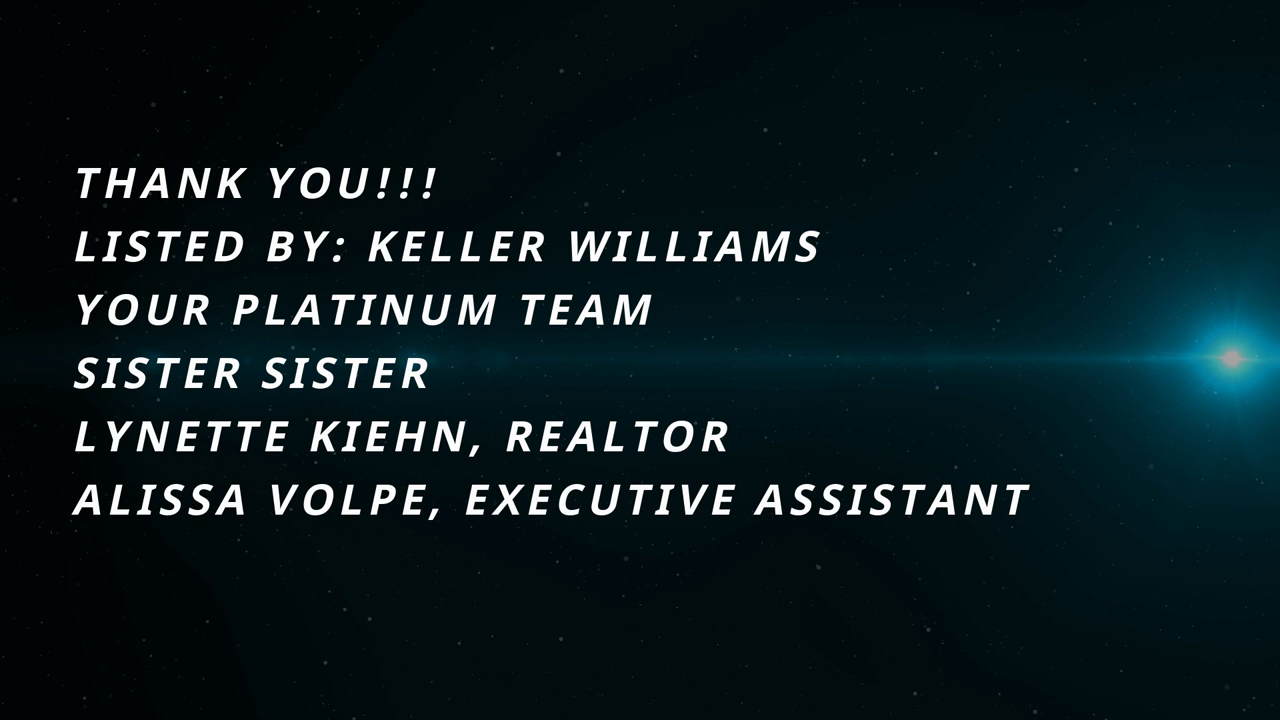 THANK YOU!!!
LISTED BY: KELLER WILLIAMS
YOUR PLATINUM TEAM
SISTER SISTER
LYNETTE KIEHN, REALTOR
ALISSA VOLPE, EXECUTIVE ASSISTANT